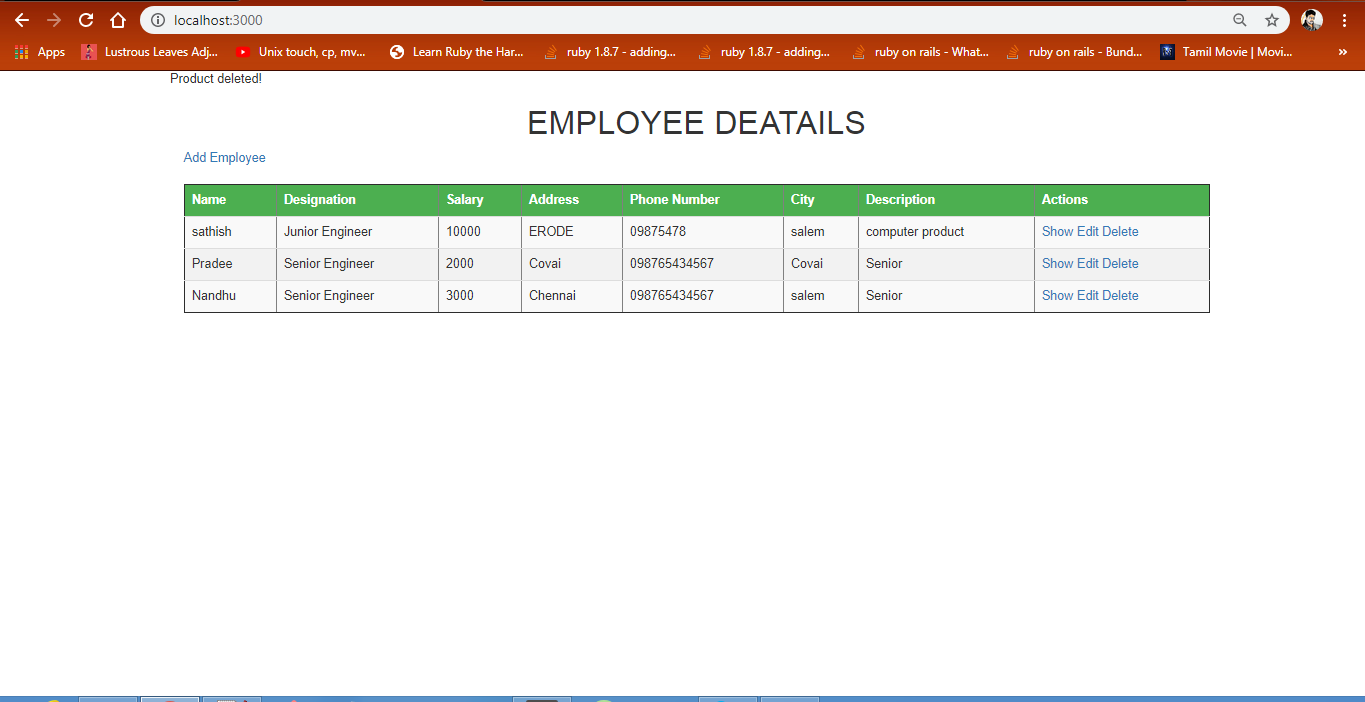 localhost:3000
Apps Lustrous Leaves Adj... Unix touch, cp, mv... Learn Ruby the Har... ruby 1.8.7 - adding... ruby 1.8.7 - adding... ruby on rails - What... ruby on rails - Bund... Tamil Movie | Movi... »
Product deleted!
EMPLOYEE DEATAILS
Add Employee
Name Designation Salary Address Phone Number City Description Actions
sathish Junior Engineer 10000 ERODE 09875478 salem computer product Show Edit Delete
Pradee Senior Engineer 2000 Covai 098765434567 Covai Senior Show Edit Delete
Nandhu Senior Engineer 3000 Chennai 098765434567 salem Senior Show Edit Delete